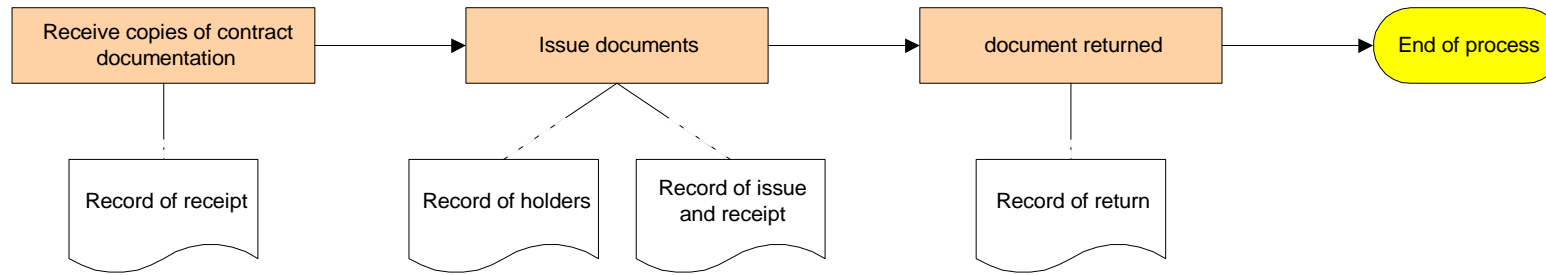 Receive copies of contract
documentation
Issue documents
document returned
End of process
Record of receipt
Record of holders
Record of issue
and receipt
Record of return